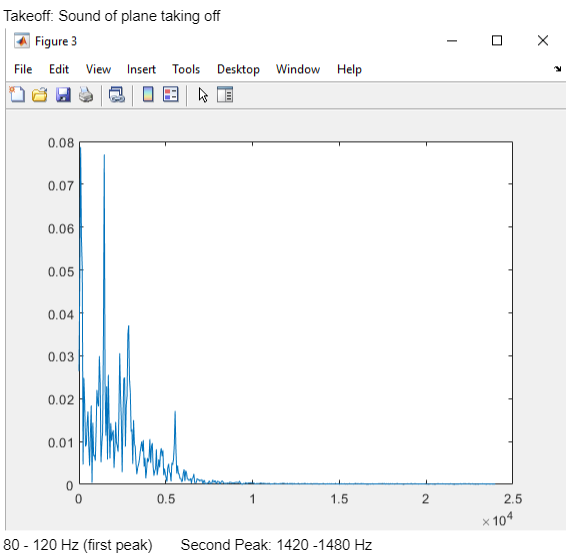 Takeoff: Sound of plane taking off
Figure 3
File Edit View Insert Tools Desktop Window Help
0.08
0.07
0.06
0.05
0.04
0.03
0.02
0.01
0
0 0.5 1 1.5 2 2.5
×10⁴
80 - 120 Hz (first peak) Second Peak: 1420 -1480 Hz